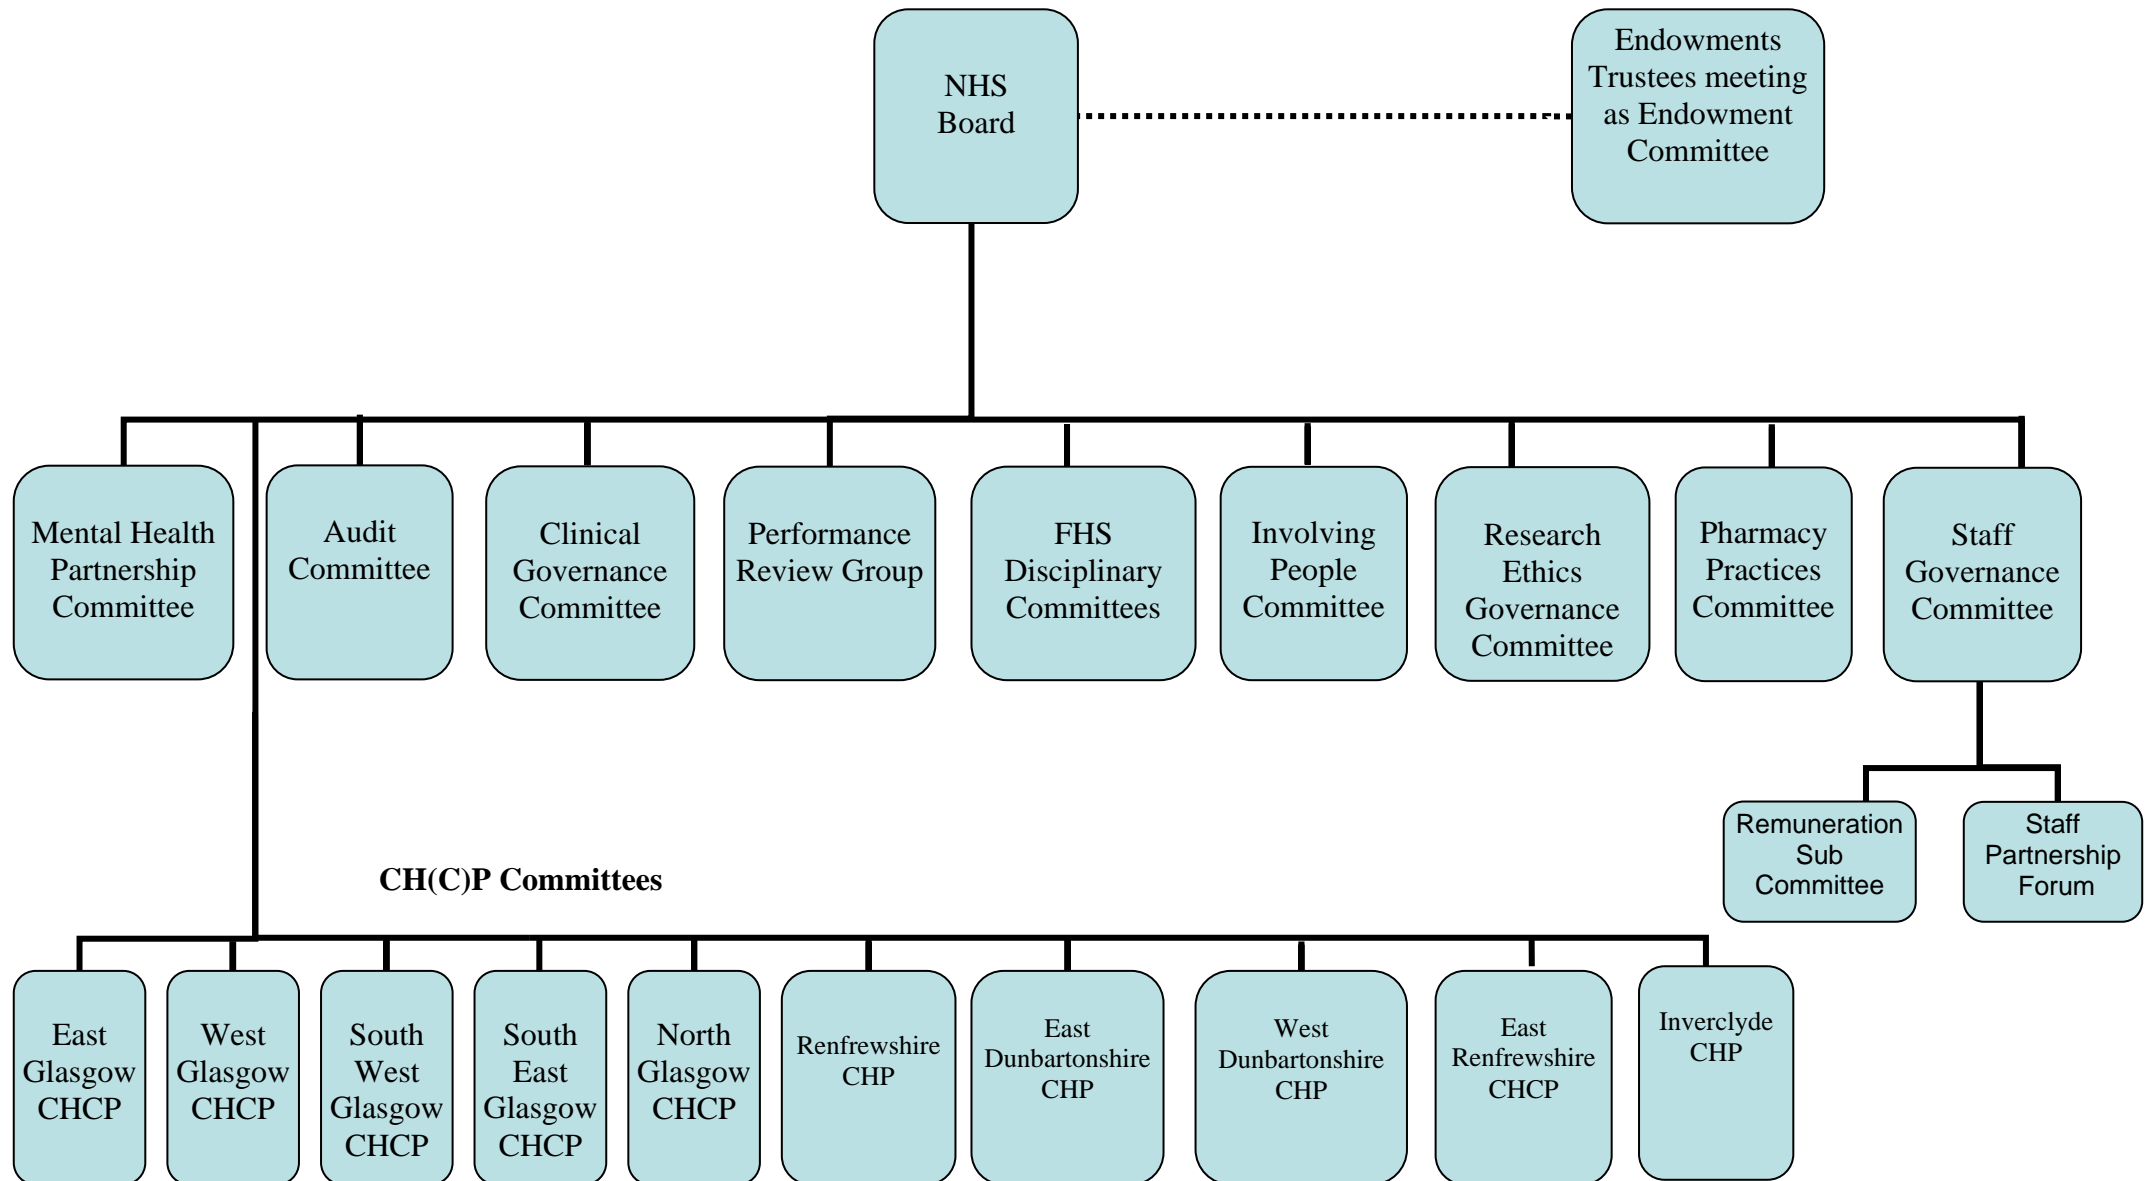 NHS
Board
Endowments
Trustees meeting
as Endowment
Committee
Mental Health
Partnership
Committee
Audit
Committee
Clinical
Governance
Committee
Performance
Review Group
FHS
Disciplinary
Committees
Involving
People
Committee
Research
Ethics
Governance
Committee
Pharmacy
Practices
Committee
Staff
Governance
Committee
Remuneration
Sub
Committee
Staff
Partnership
Forum
CH(C)P Committees
East
Glasgow
CHCP
West
Glasgow
CHCP
South
West
Glasgow
CHCP
South
East
Glasgow
CHCP
North
Glasgow
CHCP
Renfrewshire
CHP
East
Dunbartonshire
CHP
West
Dunbartonshire
CHP
East
Renfrewshire
CHCP
Inverclyde
CHP